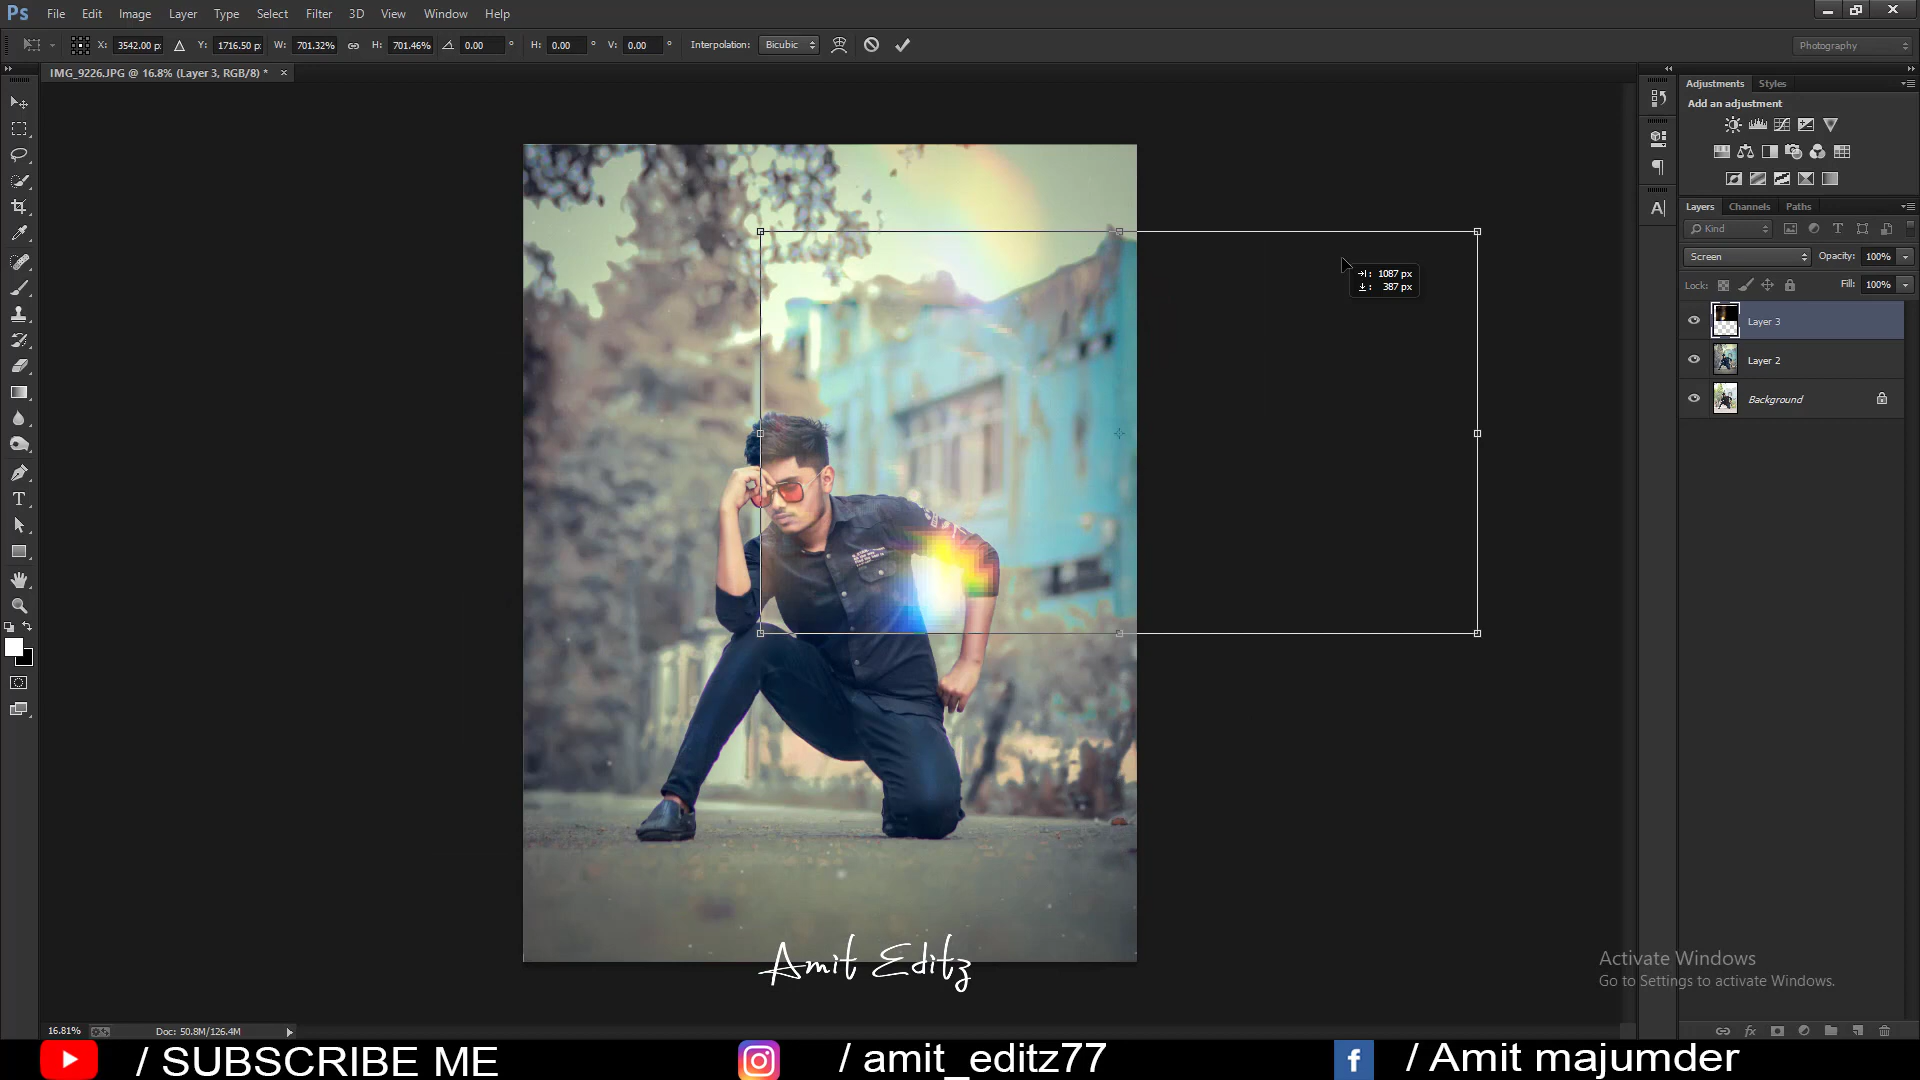 Ps File Edit Image Layer Type Select Filter 3D View Window Help
X: 3542.00 p: Y: 1716.50 p: W: 701.32% H: 701.46% 0.00 ° H: 0.00 ° V: 0.00 ° Interpolation: Bicubic Photography
IMG_9226.JPG @ 16.8% (Layer 3, RGB/8) * ×
Adjustments Styles
Add an adjustment
Layers Channels Paths
Kind
Screen Opacity: 100%
Lock: Fill: 100%
Layer 3
Layer 2
Background
1087 px
387 px
Amit Editz
Activate Windows
Go to Settings to activate Windows.
16.81% Doc: 50.8M/126.4M
/ SUBSCRIBE ME / amit_editz77 / Amit majumder